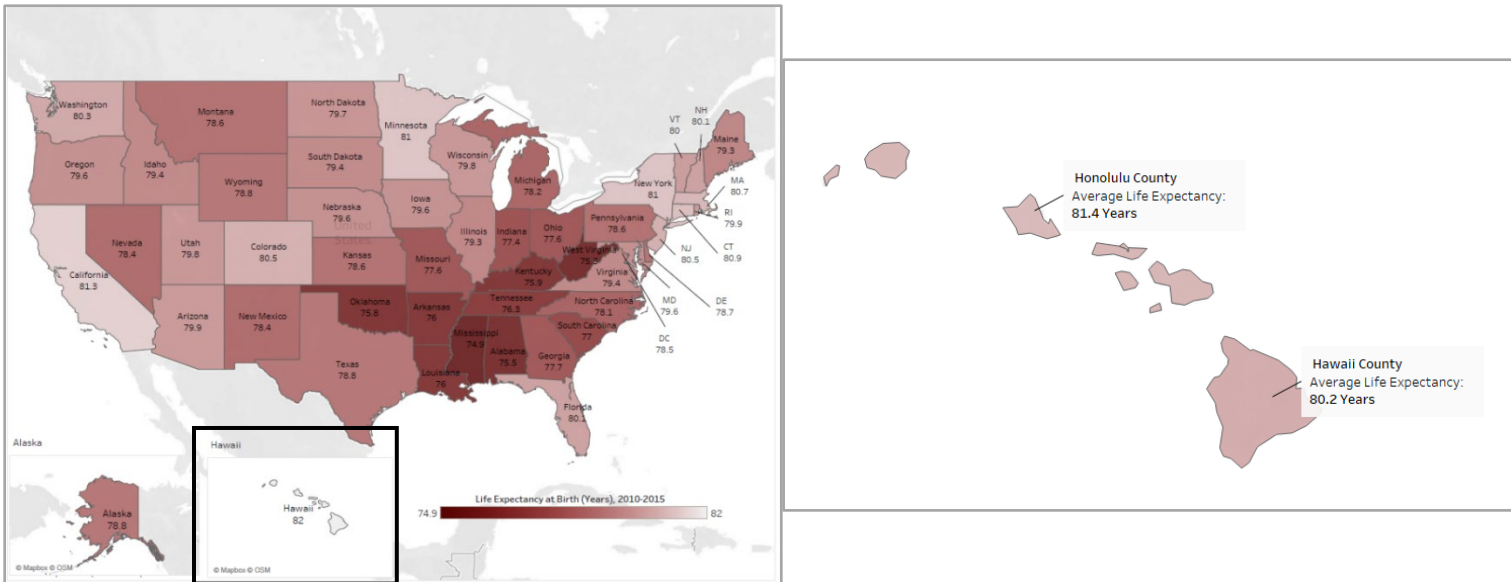 Washington
80.3
Montana
78.6
North Dakota
79.7
Minnesota
81
VT
80
NH
80.1
Maine
79.3
Oregon
79.6
Idaho
79.4
South Dakota
79.4
Wisconsin
79.8
New York
81
MA
80.7
Wyoming
78.8
Michigan
78.2
RI
79.9
Nebraska
79.6
Iowa
79.6
Pennsylvania
78.6
United
States
Nevada
78.4
Utah
79.8
Colorado
80.5
Kansas
78.6
Missouri
77.6
Illinois
79.3
Indiana
77.4
Ohio
77.6
West Virginia
NJ
80.5
CT
80.9
California
81.3
Kentucky
75.9
Virginia
79.4
MD
79.6
DE
78.7
DC
78.5
Arizona
79.9
New Mexico
78.4
Oklahoma
75.8
Arkansas
76
Tennessee
76.3
North Carolina
78.1
South Carolina
77
Mississippi
74.9
Alabama
75.5
Georgia
77.7
Texas
78.8
Louisiana
76
Florida
80.1
Alaska
Alaska
78.8
© Mapbox © OSM
Hawaii
Hawaii
82
© Mapbox © OSM
Life Expectancy at Birth (Years), 2010-2015
74.9
82
Honolulu County
Average Life Expectancy:
81.4 Years
Hawaii County
Average Life Expectancy:
80.2 Years